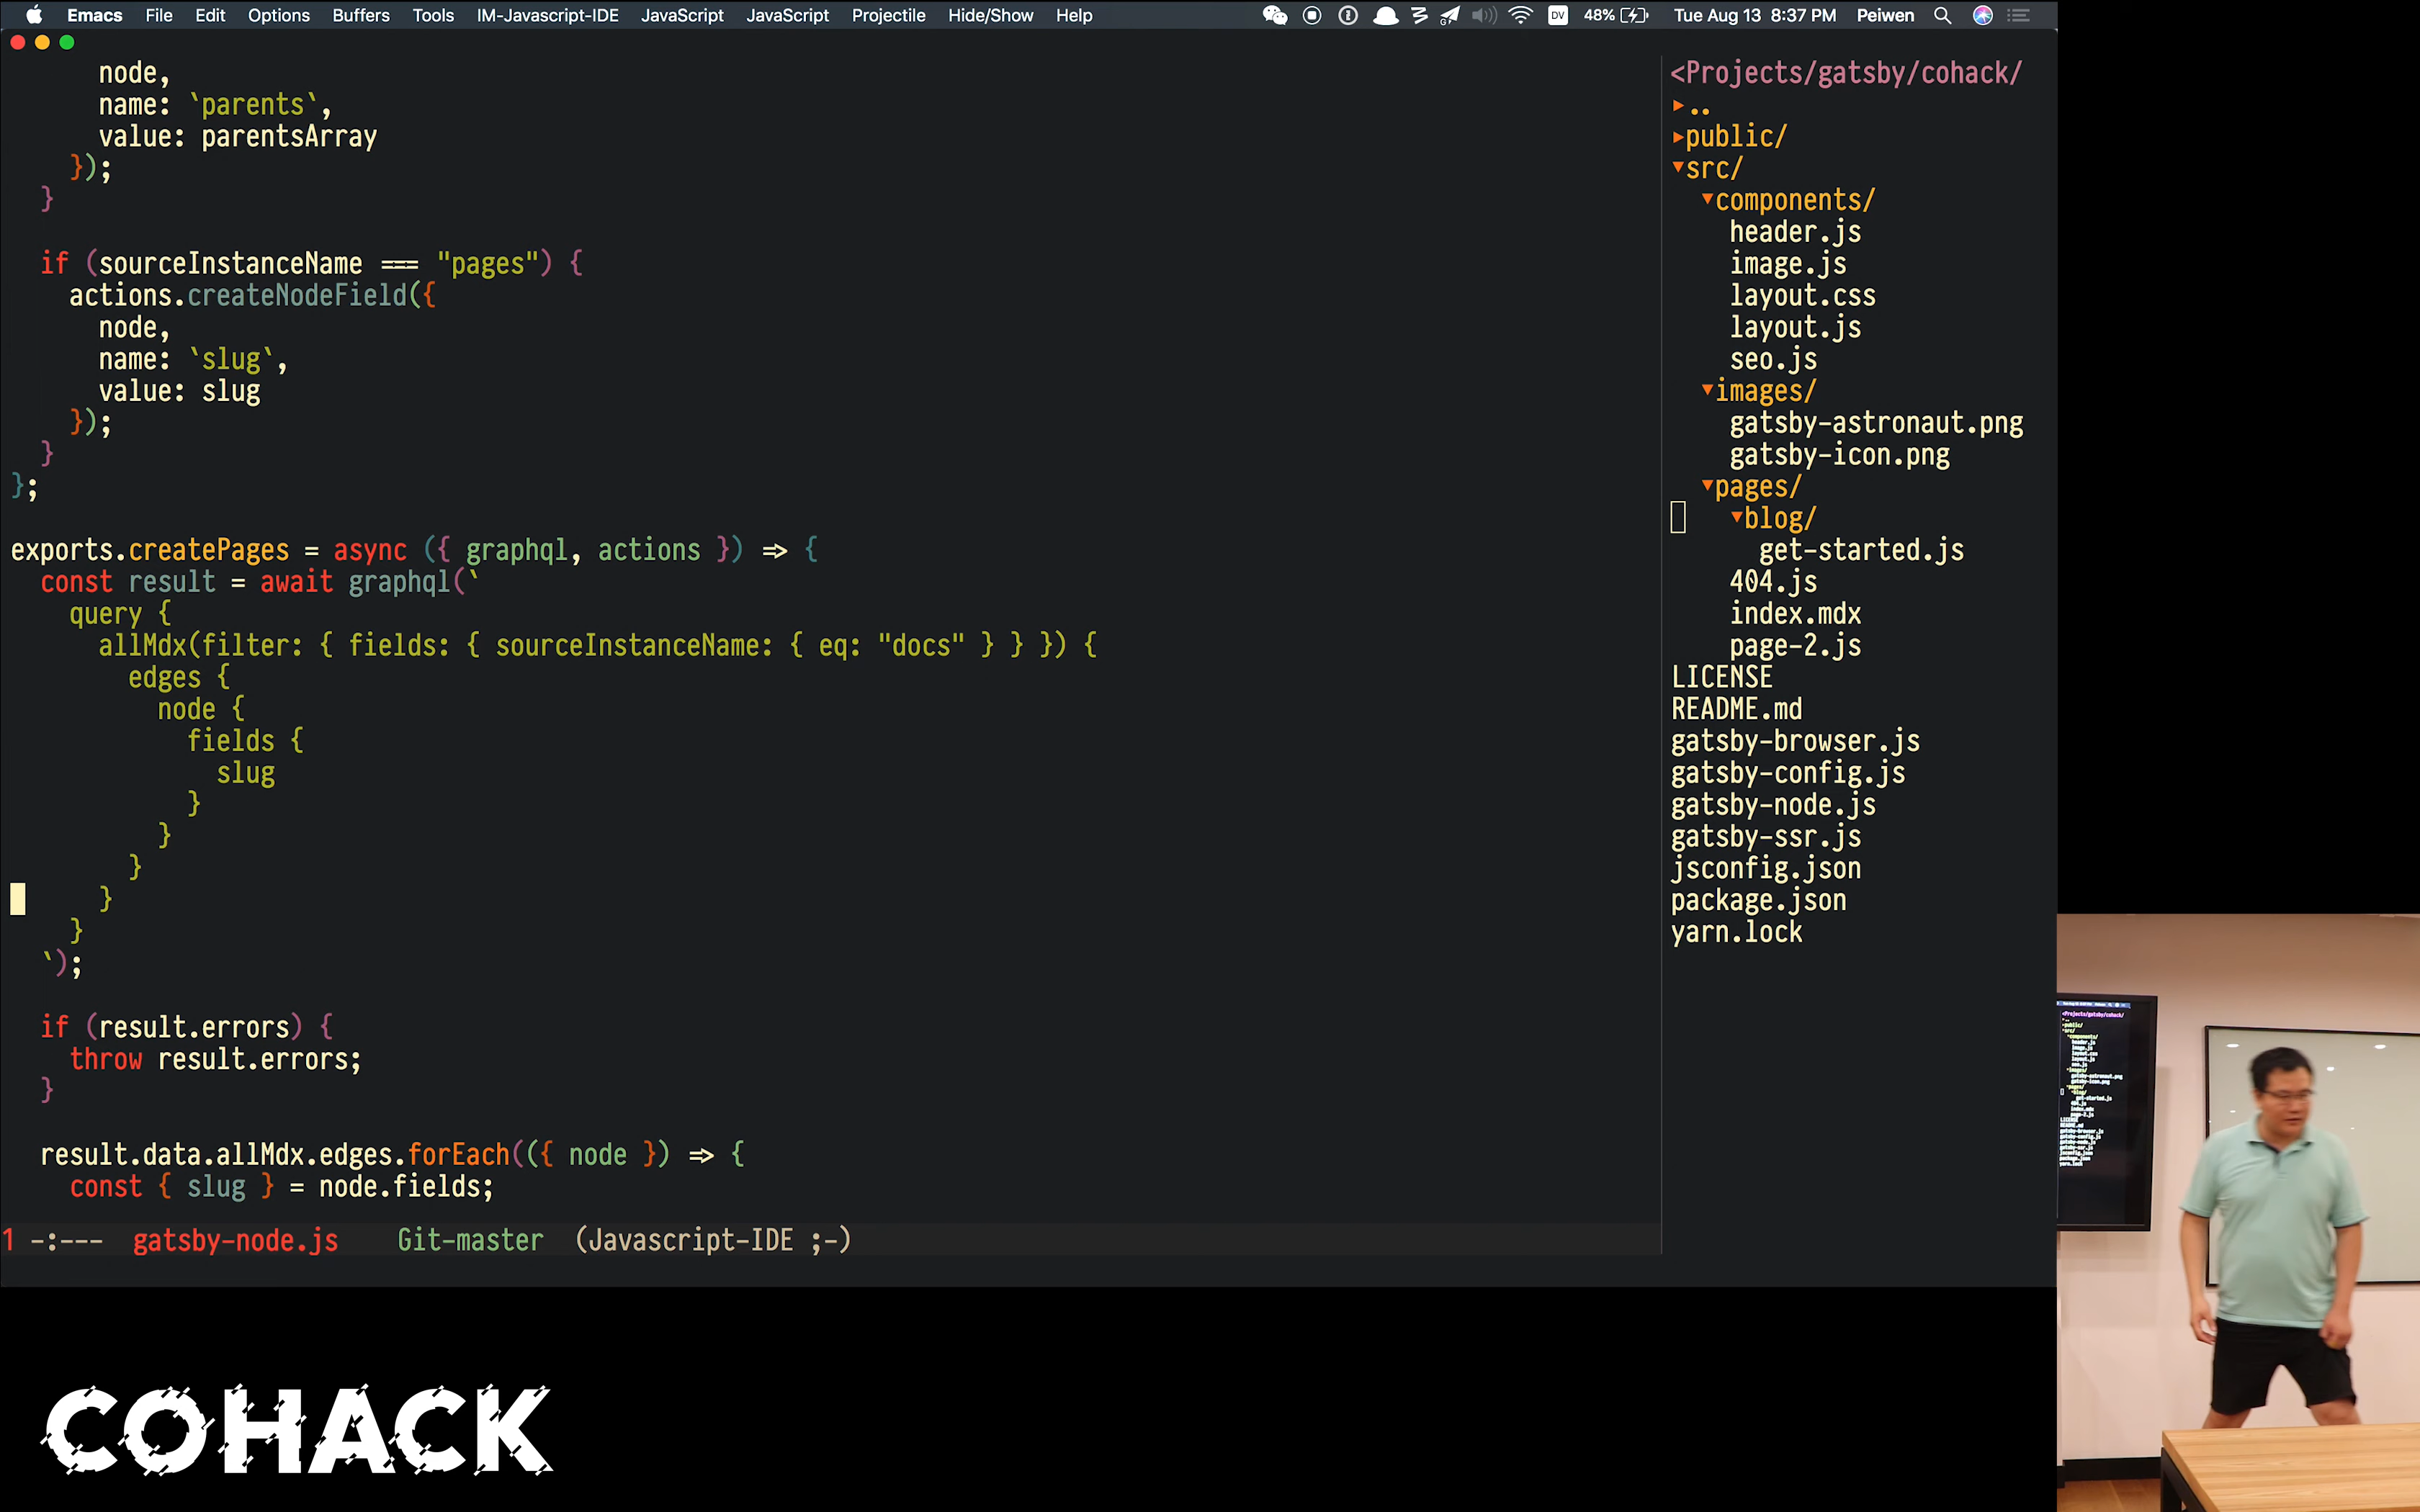 Emacs File Edit Options Buffers Tools IM-Javascript-IDE JavaScript JavaScript Projectile Hide/Show Help DV 48% Tue Aug 13 8:37 PM Peiwen
node,
name: `parents`,
value: parentsArray
});
}
if (sourceInstanceName === "pages") {
actions.createNodeField({
node,
name: `slug`,
value: slug
});
}
};
exports.createPages = async ({ graphql, actions }) => {
const result = await graphql(`
query {
allMdx(filter: { fields: { sourceInstanceName: { eq: "docs" } } }) {
edges {
node {
fields {
slug
}
}
}
}
}
`);
if (result.errors) {
throw result.errors;
}
result.data.allMdx.edges.forEach(({ node }) => {
const { slug } = node.fields;
1 -:--- gatsby-node.js Git-master (Javascript-IDE ;-)
<Projects/gatsby/cohack/
▸..
▸public/
▾src/
▾components/
header.js
image.js
layout.css
layout.js
seo.js
▾images/
gatsby-astronaut.png
gatsby-icon.png
▾pages/
▾blog/
get-started.js
404.js
index.mdx
page-2.js
LICENSE
README.md
gatsby-browser.js
gatsby-config.js
gatsby-node.js
gatsby-ssr.js
jsconfig.json
package.json
yarn.lock
COHACK